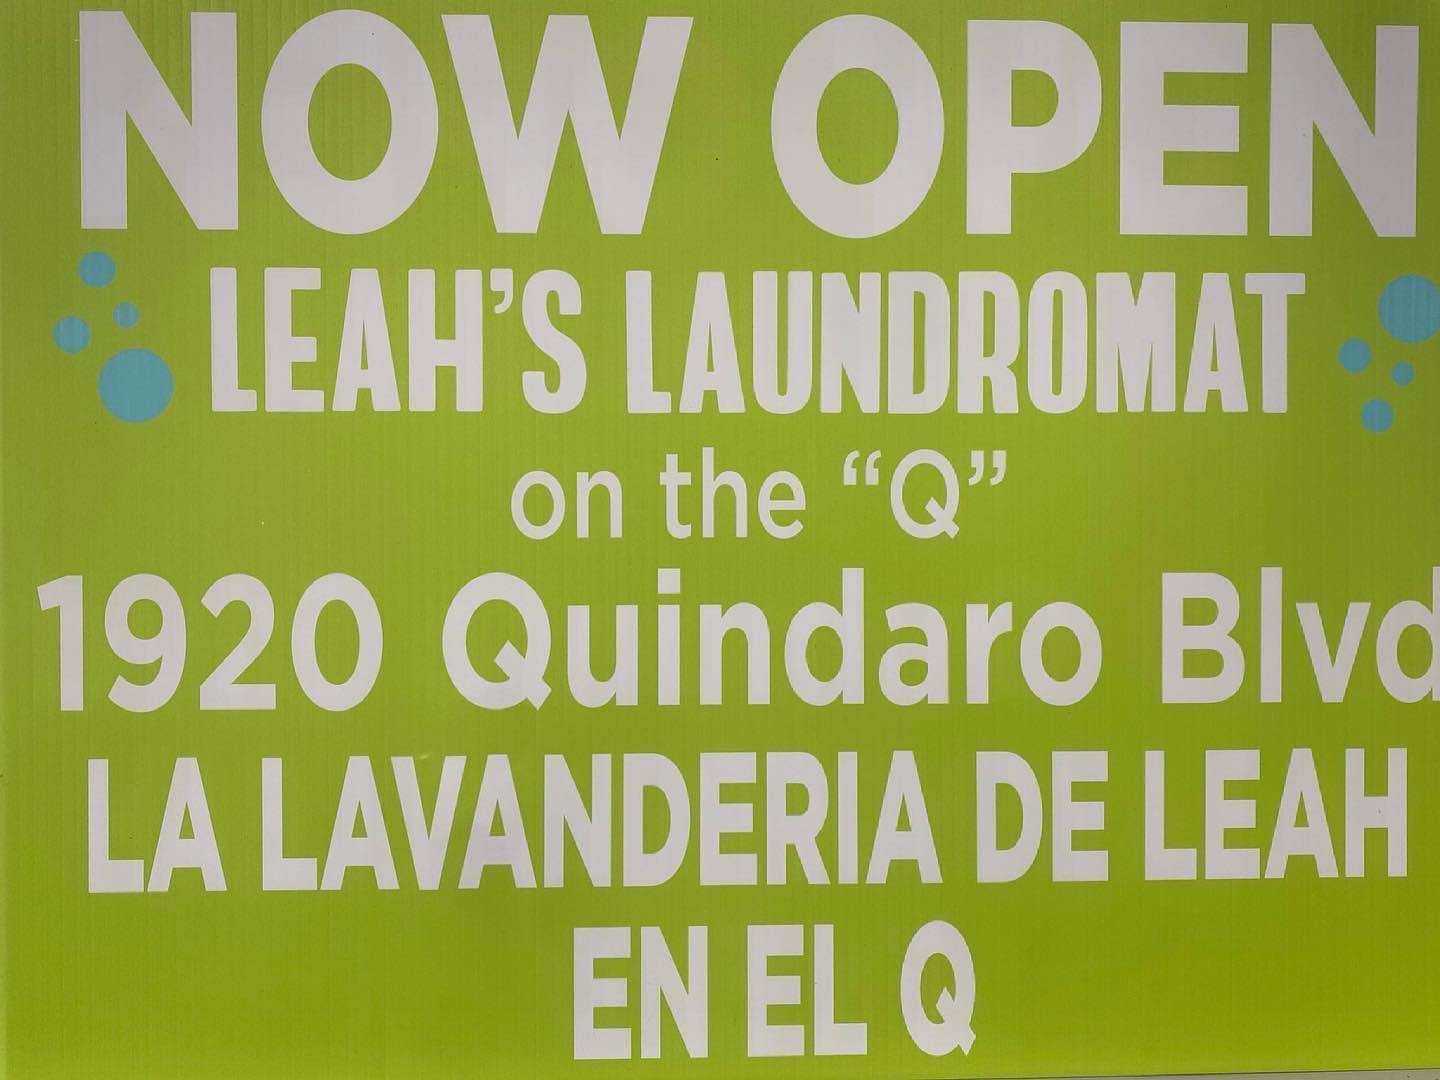 NOW OPEN
LEAH'S LAUNDROMAT
on the “Q”
1920 Quindaro Blvd
LA LAVANDERIA DE LEAH
EN EL Q